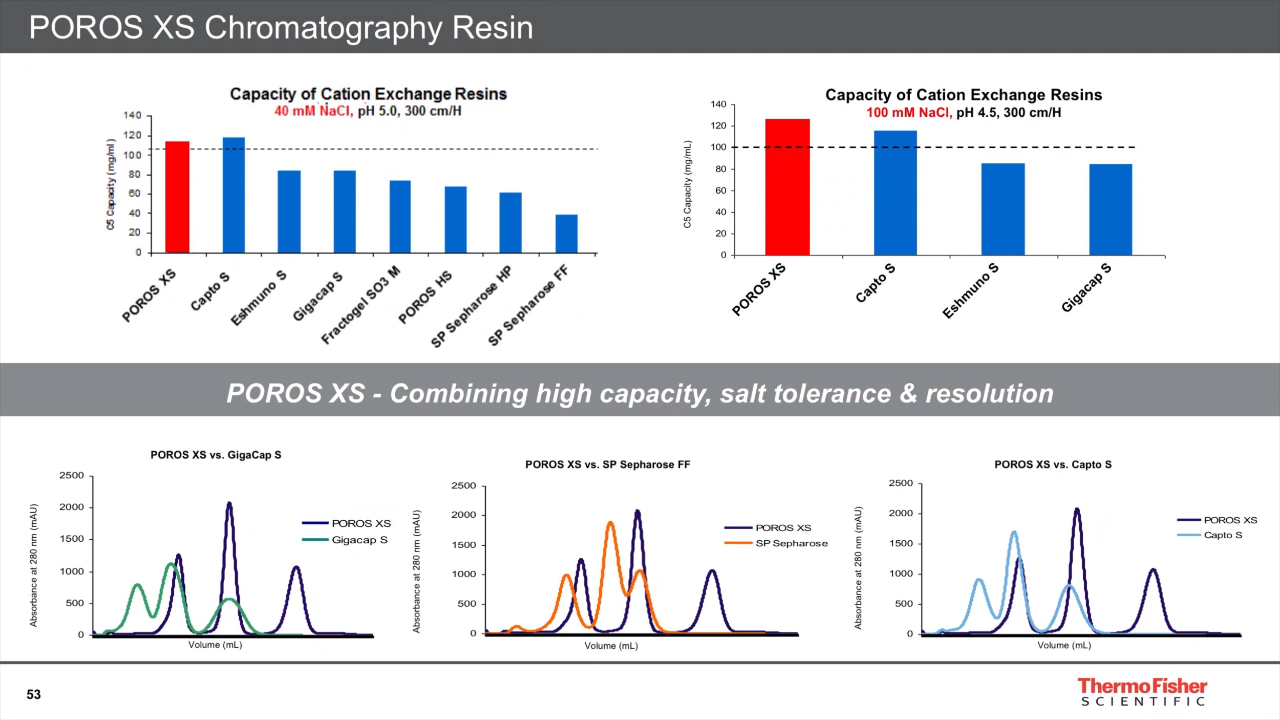 POROS XS Chromatography Resin
Capacity of Cation Exchange Resins
40 mM NaCl, pH 5.0, 300 cm/H
C5 Capacity (mg/ml)
140
120
100
80
60
40
20
0
POROS XS
Capto S
Eshmuno S
Gigacap S
Fractogel SO3 M
POROS HS
SP Sepharose HP
SP Sepharose FF
Capacity of Cation Exchange Resins
100 mM NaCl, pH 4.5, 300 cm/H
C5 Capacity (mg/mL)
140
120
100
80
60
40
20
0
POROS XS
Capto S
Eshmuno S
Gigacap S
POROS XS - Combining high capacity, salt tolerance & resolution
POROS XS vs. GigaCap S
Absorbance at 280 nm (mAU)
2500
2000
1500
1000
500
0
POROS XS
Gigacap S
Volume (mL)
POROS XS vs. SP Sepharose FF
Absorbance at 280 nm (mAU)
2500
2000
1500
1000
500
0
POROS XS
SP Sepharose
Volume (mL)
POROS XS vs. Capto S
Absorbance at 280 nm (mAU)
2500
2000
1500
1000
500
0
POROS XS
Capto S
Volume (mL)
53
ThermoFisher
SCIENTIFIC